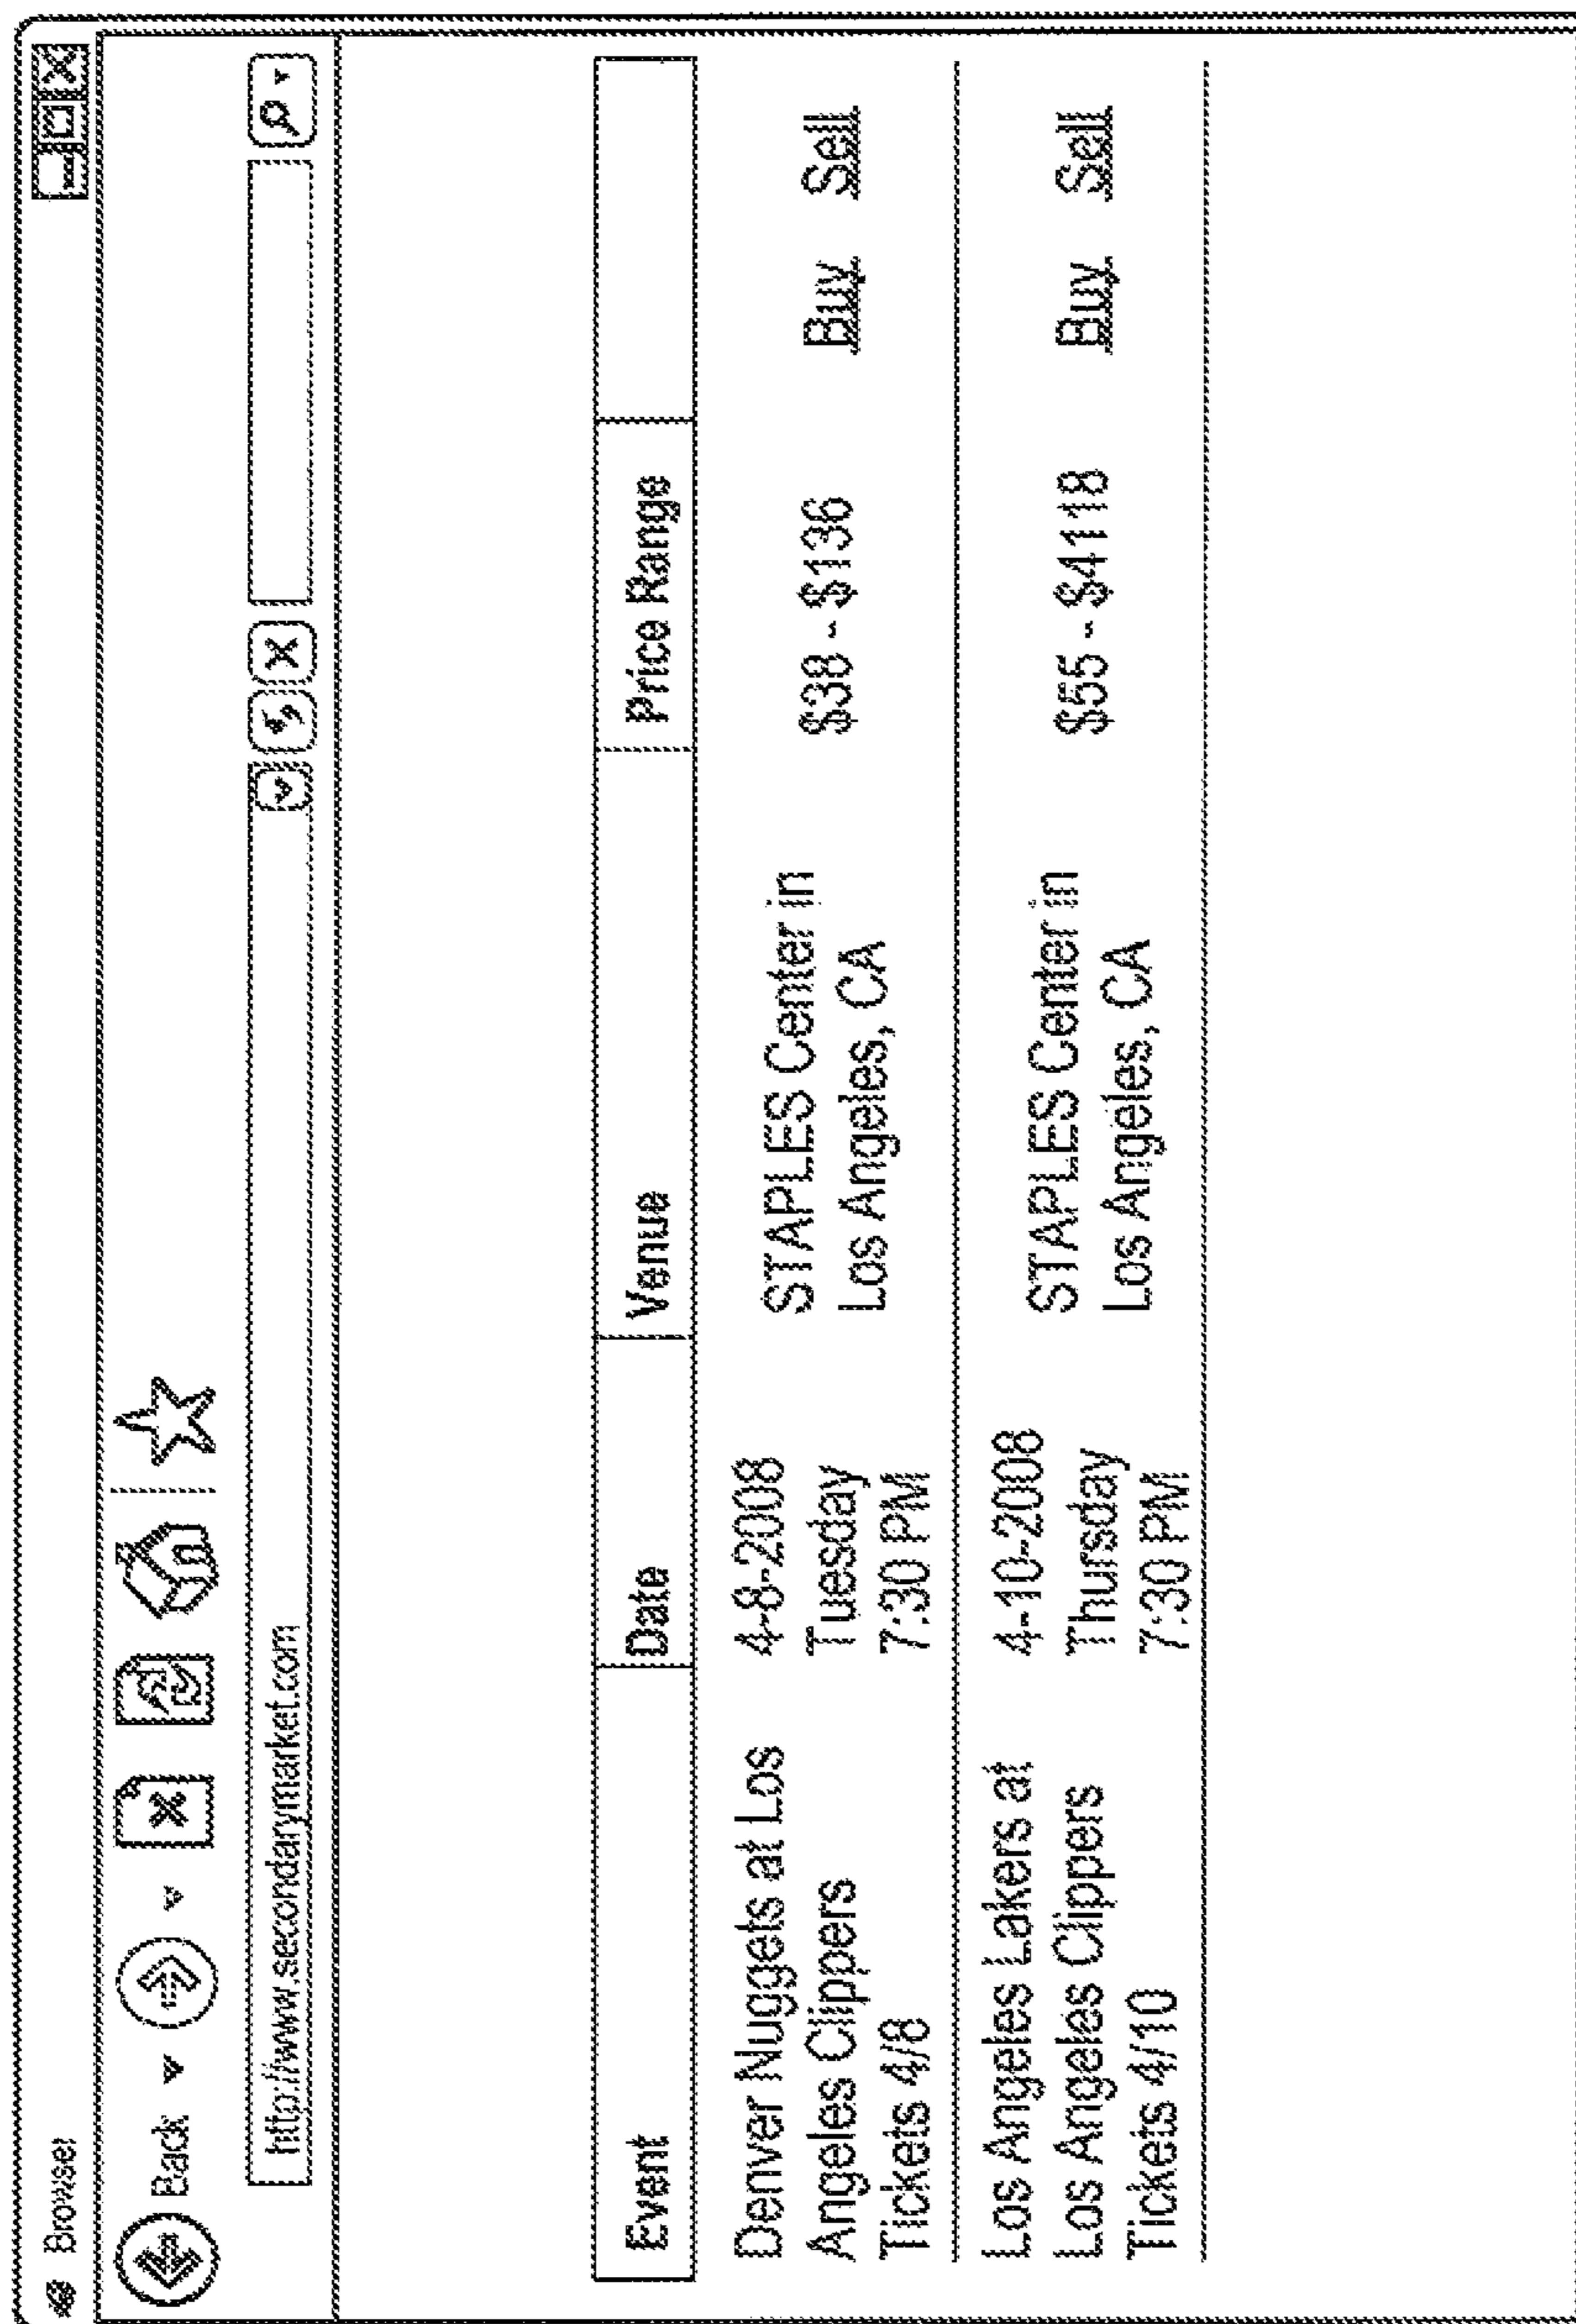 Browser
Back
http://www.secondarymarket.com
Event Date Venue Price Range
Denver Nuggets at Los 4-8-2008 STAPLES Center in $38 - $136 Buy Sell
Angeles Clippers Tuesday Los Angeles, CA
Tickets 4/8 7:30 PM
Los Angeles Lakers at 4-10-2008 STAPLES Center in $55 - $4118 Buy Sell
Los Angeles Clippers Thursday Los Angeles, CA
Tickets 4/10 7:30 PM